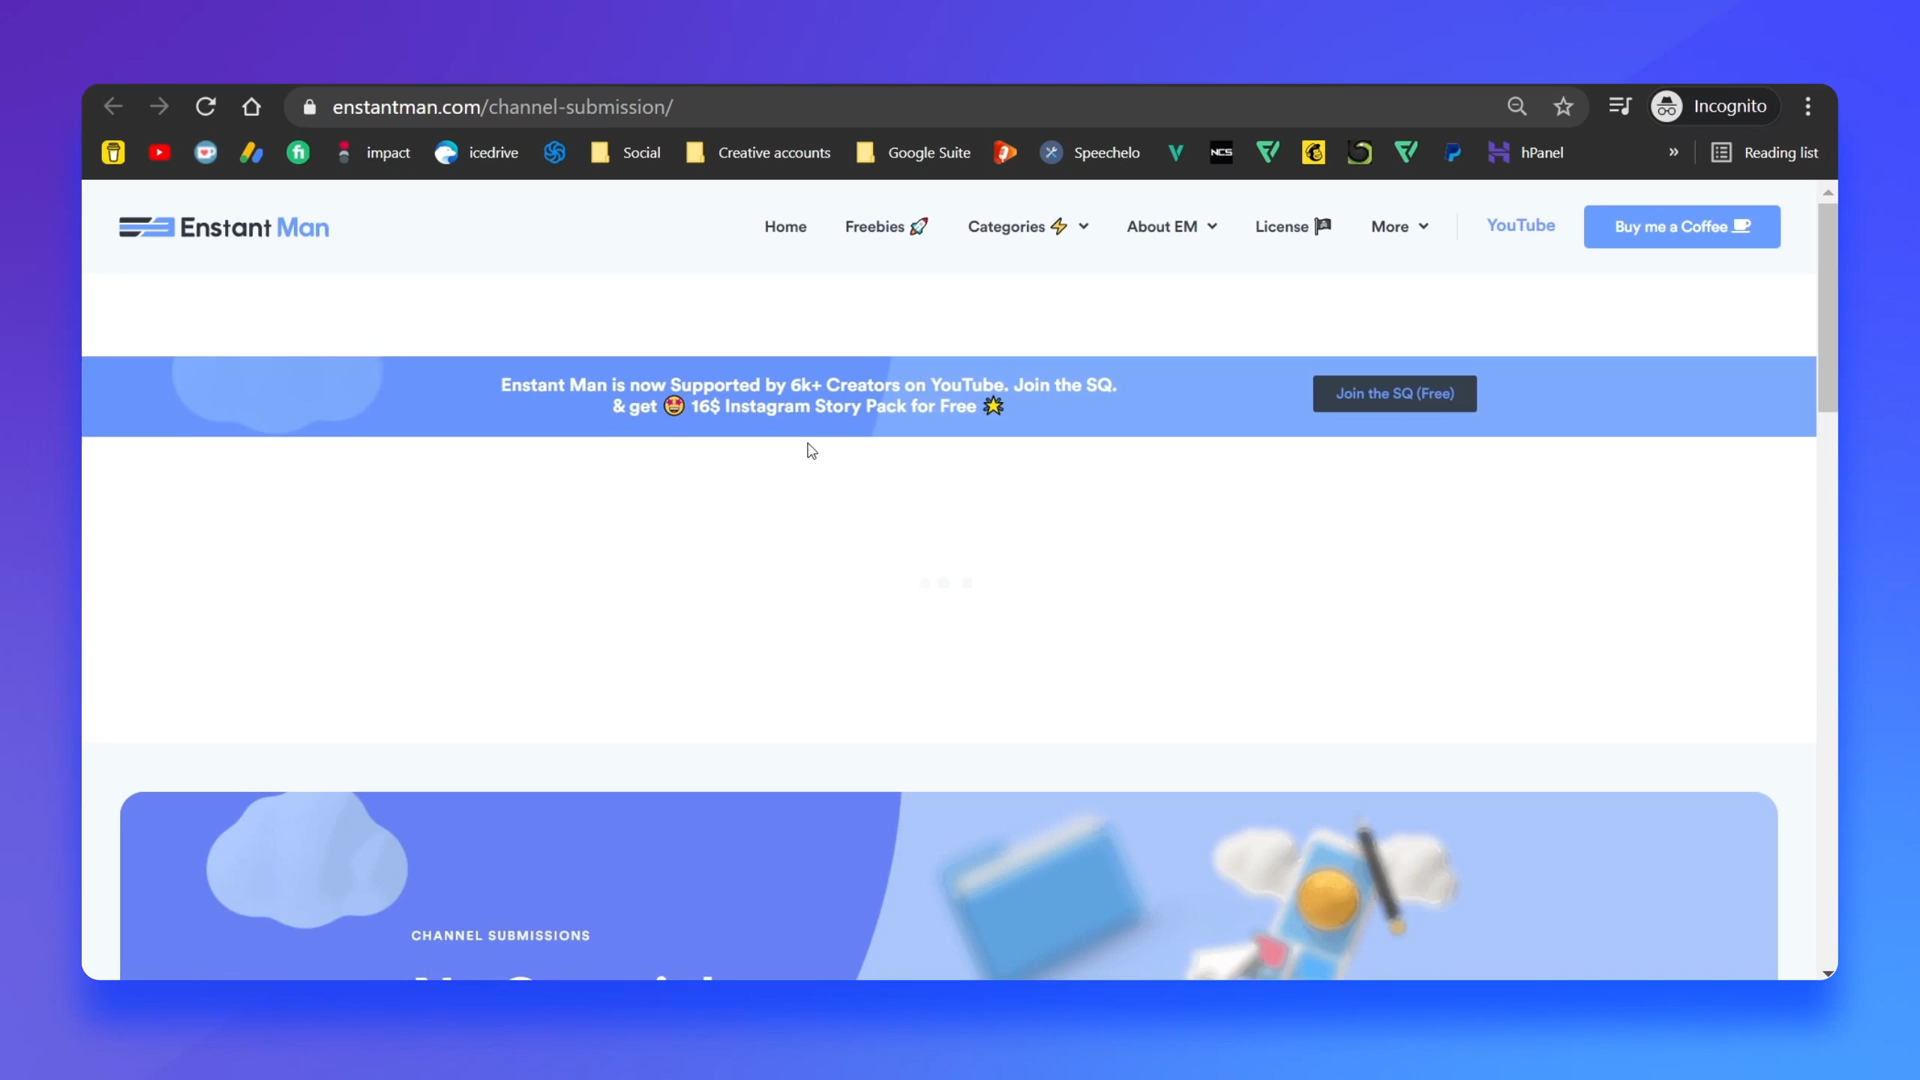 enstantman.com/channel-submission/
Incognito
impact
icedrive
Social
Creative accounts
Google Suite
Speechelo
NCS
hPanel
»
Reading list
Enstant Man
Home
Freebies 🚀
Categories ⚡
About EM
License 🏴
More
YouTube
Buy me a Coffee
Enstant Man is now Supported by 6k+ Creators on YouTube. Join the SQ.
& get 🤩 16$ Instagram Story Pack for Free 🌟
Join the SQ (Free)
CHANNEL SUBMISSIONS